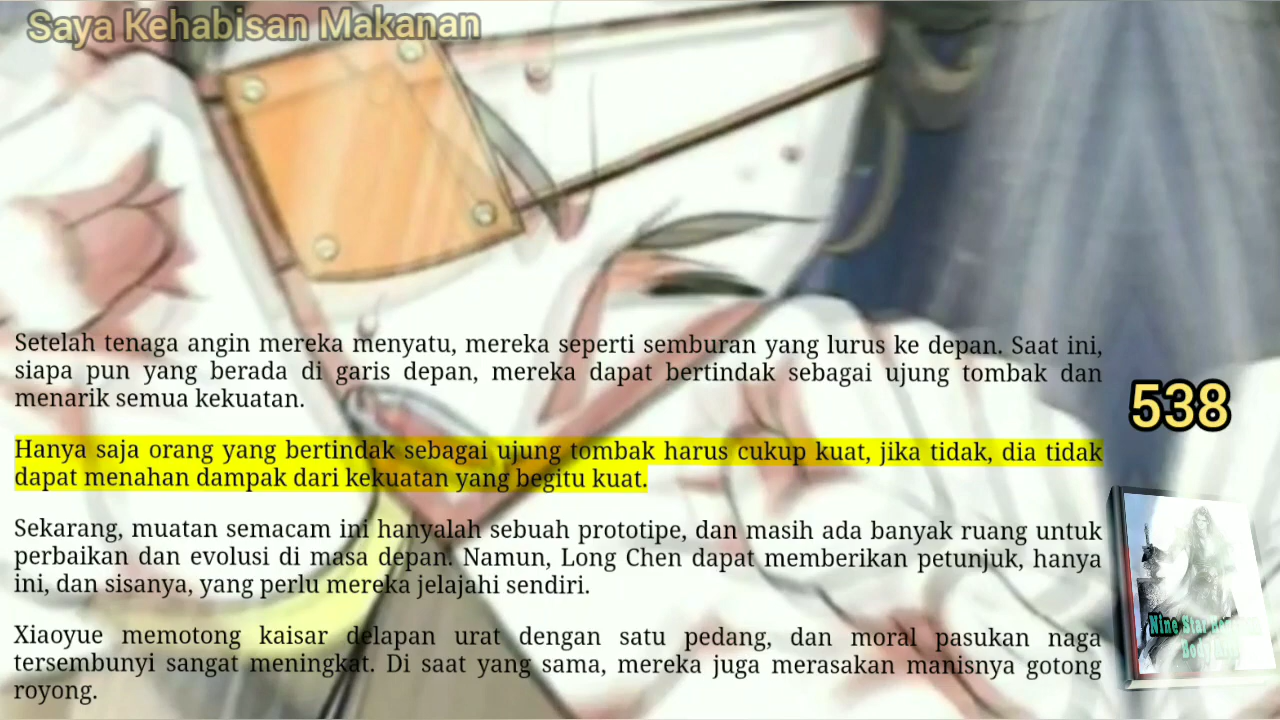 Saya Kehabisan Makanan
Setelah tenaga angin mereka menyatu, mereka seperti semburan yang lurus ke depan. Saat ini,
siapa pun yang berada di garis depan, mereka dapat bertindak sebagai ujung tombak dan
menarik semua kekuatan.
Hanya saja orang yang bertindak sebagai ujung tombak harus cukup kuat, jika tidak, dia tidak
dapat menahan dampak dari kekuatan yang begitu kuat.
538
Sekarang, muatan semacam ini hanyalah sebuah prototipe, dan masih ada banyak ruang untuk
perbaikan dan evolusi di masa depan. Namun, Long Chen dapat memberikan petunjuk, hanya
ini, dan sisanya, yang perlu mereka jelajahi sendiri.
Xiaoyue memotong kaisar delapan urat dengan satu pedang, dan moral pasukan naga
tersembunyi sangat meningkat. Di saat yang sama, mereka juga merasakan manisnya gotong
royong.
Nine Star
Body